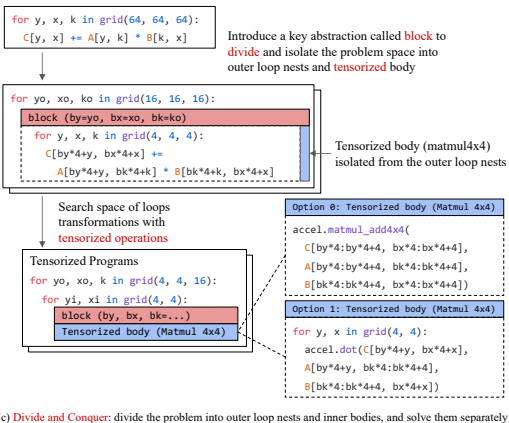 for y, x, k in grid(64, 64, 64):
C[y, x] += A[y, k] * B[k, x]
Introduce a key abstraction called block to
divide and isolate the problem space into
outer loop nests and tensorized body
for yo, xo, ko in grid(16, 16, 16):
block (by=yo, bx=xo, bk=ko)
for y, x, k in grid(4, 4, 4):
C[by*4+y, bx*4+x] +=
A[by*4+y, bk*4+k] * B[bk*4+k, bx*4+x]
Tensorized body (matmul4x4)
isolated from the outer loop nests
Search space of loops
transformations with
tensorized operations
Tensorized Programs
for yo, xo, k in grid(4, 4, 16):
for yi, xi in grid(4, 4):
block (by, bx, bk=...)
Tensorized body (Matmul 4x4)
Option 0: Tensorized body (Matmul 4x4)
accel.matmul_add4x4(
C[by*4:by*4+4, bx*4:bx*4+4],
A[by*4:by*4+4, bk*4:bk*4+4],
B[bk*4:bk*4+4, bx*4:bx*4+4])
Option 1: Tensorized body (Matmul 4x4)
for y, x in grid(4, 4):
accel.dot(C[by*4+y, bx*4+x],
A[by*4+y, bk*4:bk*4+4],
B[bk*4:bk*4+4, bx*4+x])
c) Divide and Conquer: divide the problem into outer loop nests and inner bodies, and solve them separately